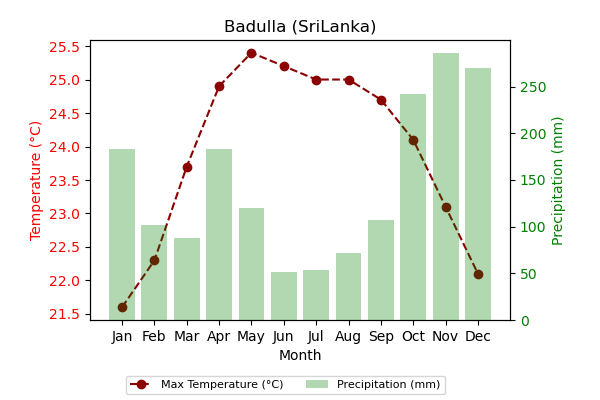 Badulla (SriLanka)
Temperature (°C)
25.5
25.0
24.5
24.0
23.5
23.0
22.5
22.0
21.5
250
200
150
100
50
0
Precipitation (mm)
Jan Feb Mar Apr May Jun Jul Aug Sep Oct Nov Dec
Month
Max Temperature (°C) Precipitation (mm)